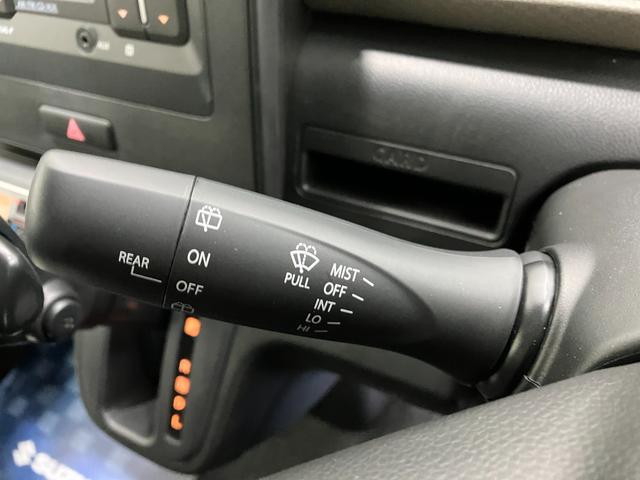 CARD
REAR
ON
OFF
PULL
MIST
OFF
INT
LO
HI